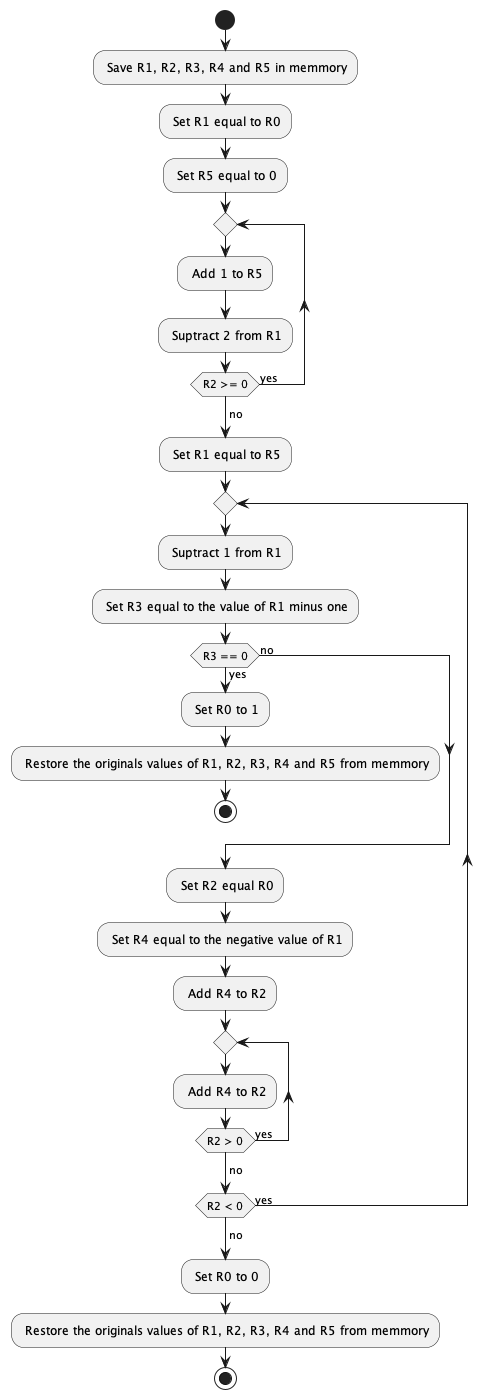 Save R1, R2, R3, R4 and R5 in memmory
Set R1 equal to R0
Set R5 equal to 0
Add 1 to R5
Suptract 2 from R1
R2 >= 0
yes
no
Set R1 equal to R5
Suptract 1 from R1
Set R3 equal to the value of R1 minus one
R3 == 0
no
yes
Set R0 to 1
Restore the originals values of R1, R2, R3, R4 and R5 from memmory
Set R2 equal R0
Set R4 equal to the negative value of R1
Add R4 to R2
Add R4 to R2
R2 > 0
yes
no
R2 < 0
yes
no
Set R0 to 0
Restore the originals values of R1, R2, R3, R4 and R5 from memmory